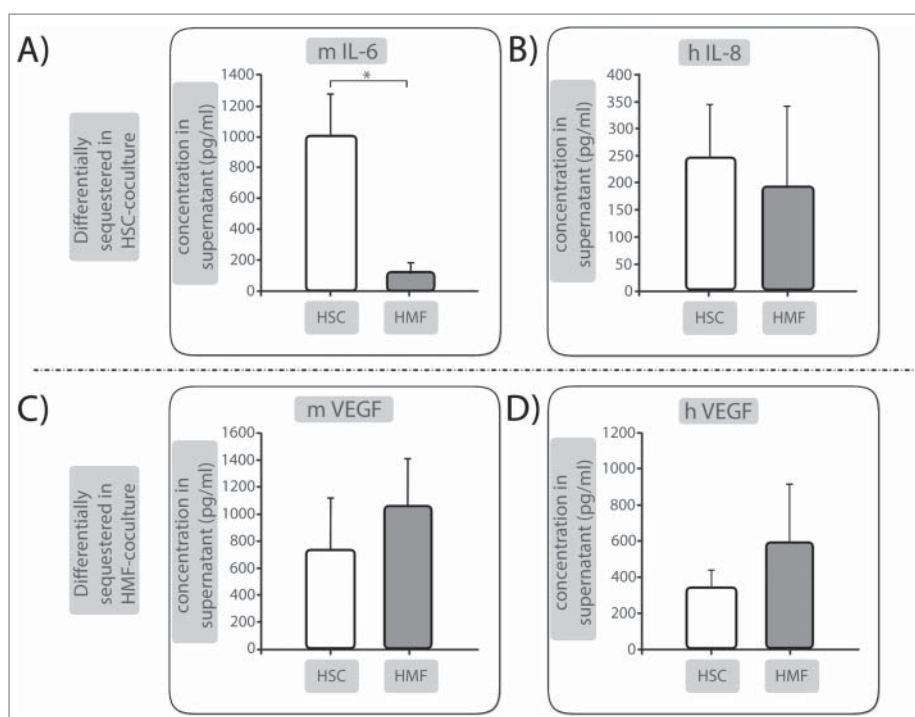 A)
Differentially
sequestered in
HSC-coculture
m IL-6
concentration in
supernatant (pg/ml)
1400
1200
1000
800
600
400
200
0
*
HSC HMF
B)
h IL-8
concentration in
supernatant (pg/ml)
400
350
300
250
200
150
100
50
0
HSC HMF
C)
Differentially
sequestered in
HMF-coculture
m VEGF
concentration in
supernatant (pg/ml)
1600
1400
1200
1000
800
600
400
200
0
HSC HMF
D)
h VEGF
concentration in
supernatant (pg/ml)
1200
1000
800
600
400
200
0
HSC HMF